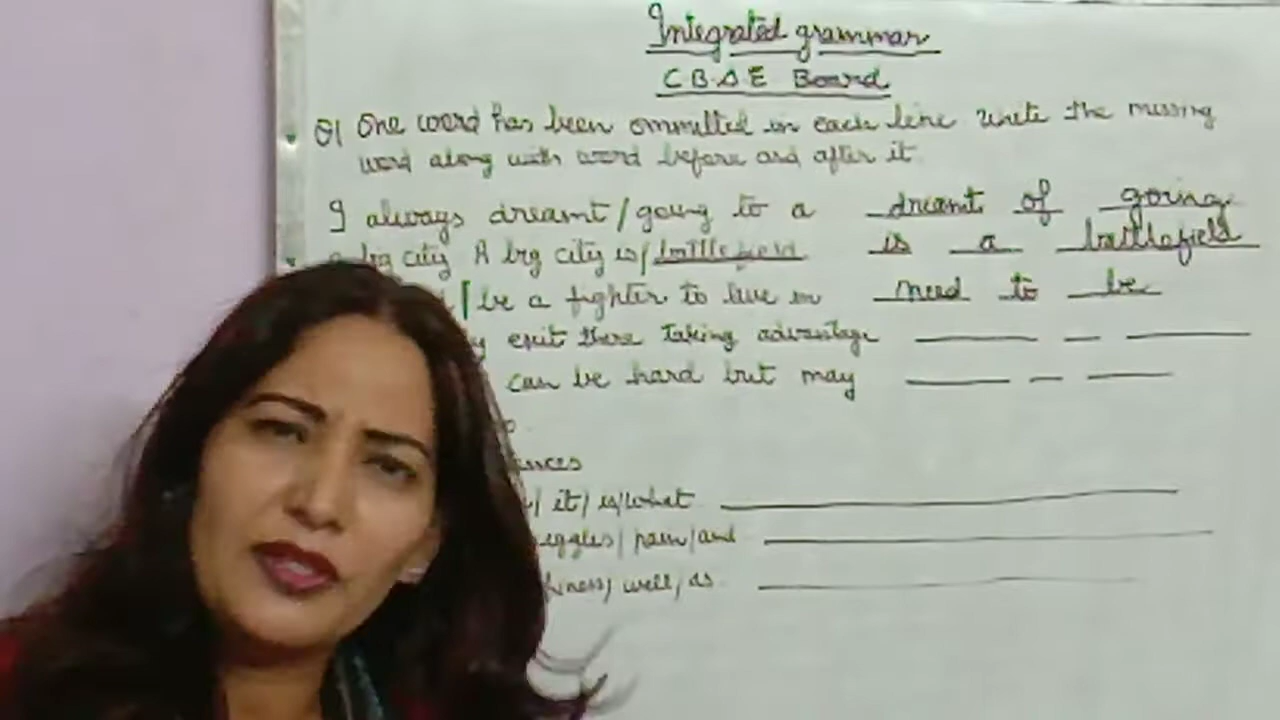 Integrated grammar
CBSE Board
Q1 One word has been ommitted in each line Write the missing
word along with word before and after it.
I always dreamt/going to a dreamt of going
big city A big city is/battlefield is a battlefield
/be a fighter to live in need to be
exit there taking advantage
can be hard but may
/ it/ is/what
/ pain/and
/ well/as